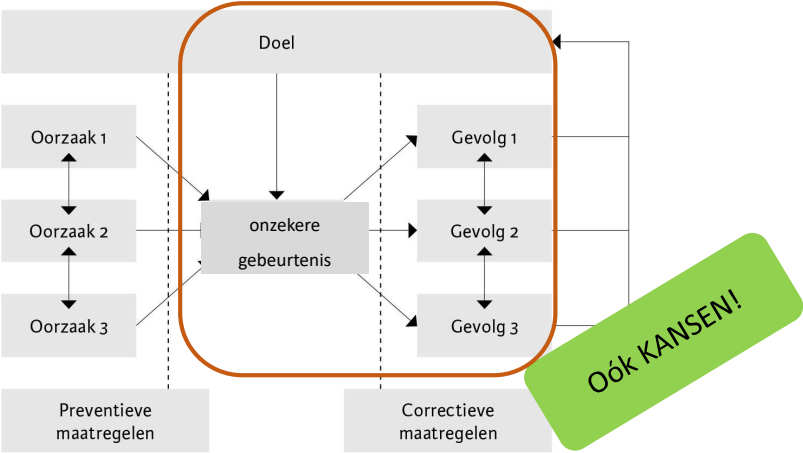 Doel
Oorzaak 1
Gevolg 1
Oorzaak 2
onzekere
gebeurtenis
Gevolg 2
Oorzaak 3
Gevolg 3
Oók KANSEN!
Preventieve
maatregelen
Correctieve
maatregelen